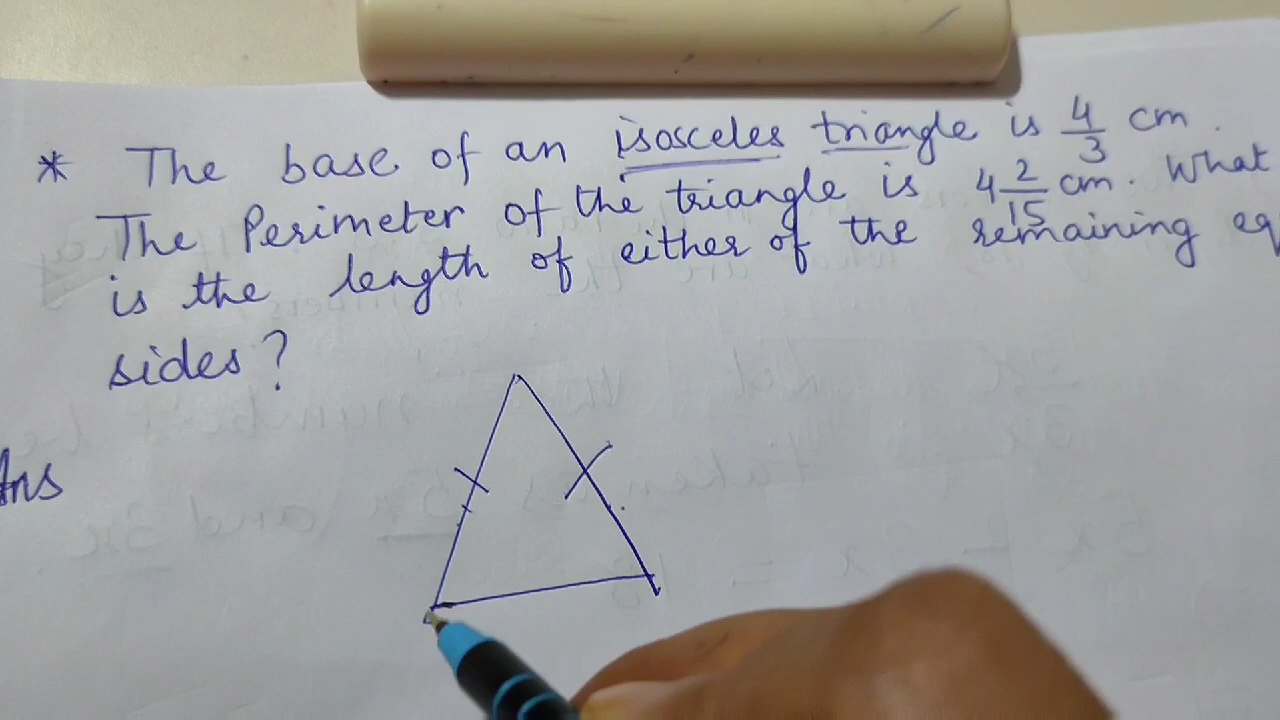 * The base of an isosceles triangle is 4/3 cm.
The Perimeter of the triangle is 4 2/15 cm. What
is the length of either of the remaining eq
sides?
Ans